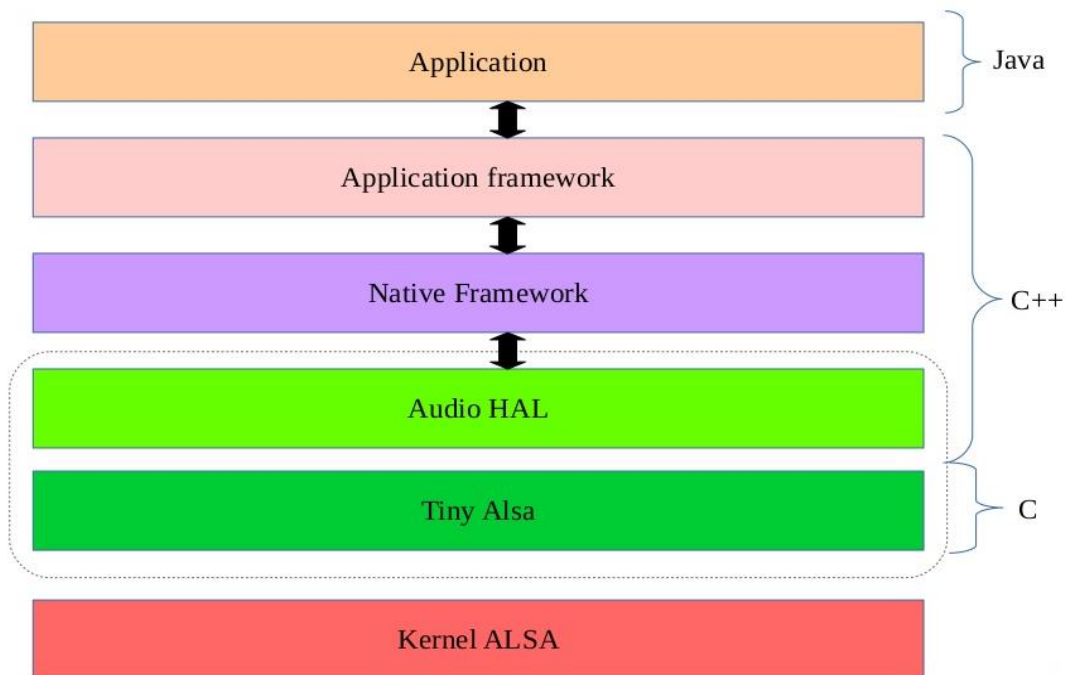 Application
Java
Application framework
Native Framework
C++
Audio HAL
Tiny Alsa
C
Kernel ALSA